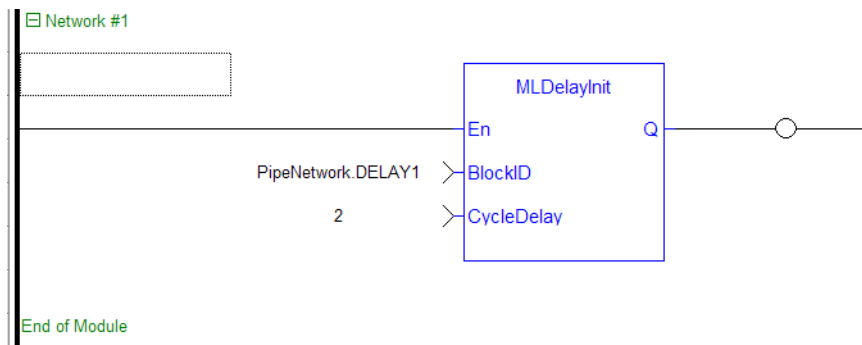 Network #1
MLDelayInit
En Q
PipeNetwork.DELAY1 BlockID
2 CycleDelay
End of Module